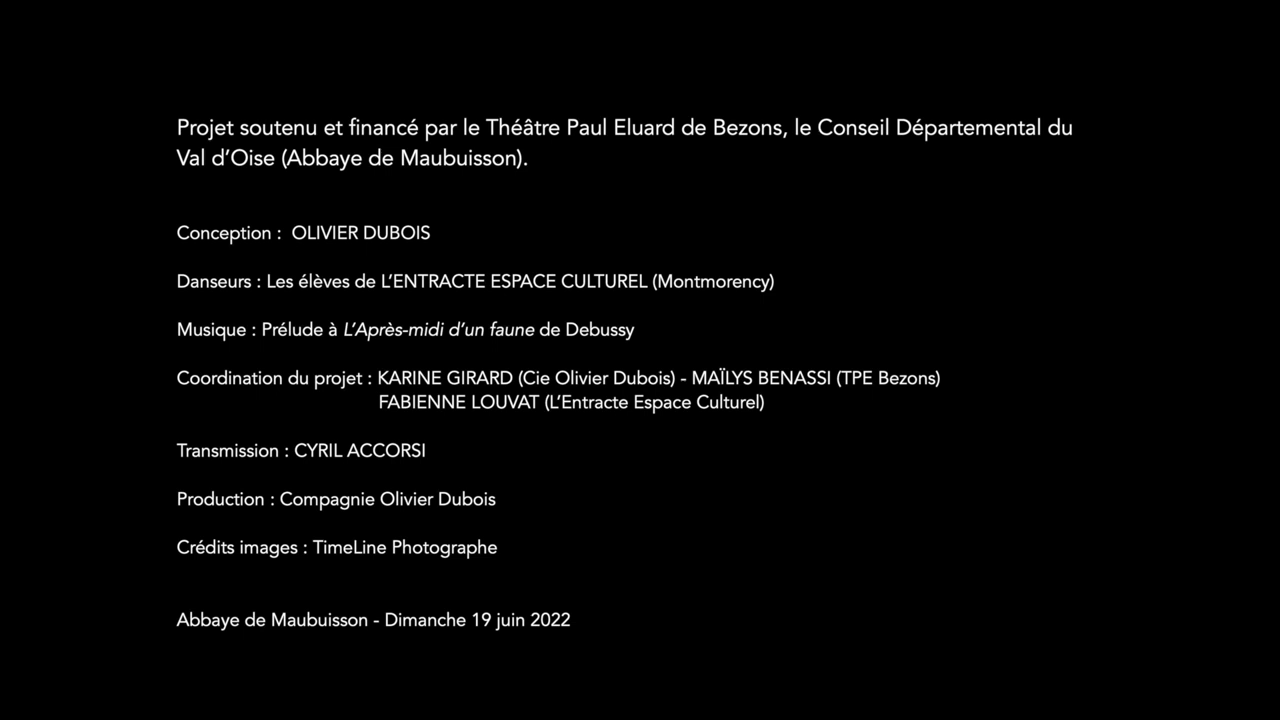 Projet soutenu et financé par le Théâtre Paul Eluard de Bezons, le Conseil Départemental du
Val d’Oise (Abbaye de Maubuisson).
Conception :  OLIVIER DUBOIS
Danseurs : Les élèves de L’ENTRACTE ESPACE CULTUREL (Montmorency)
Musique : Prélude à L’Après-midi d’un faune de Debussy
Coordination du projet : KARINE GIRARD (Cie Olivier Dubois) - MAÏLYS BENASSI (TPE Bezons)
FABIENNE LOUVAT (L’Entracte Espace Culturel)
Transmission : CYRIL ACCORSI
Production : Compagnie Olivier Dubois
Crédits images : TimeLine Photographe
Abbaye de Maubuisson - Dimanche 19 juin 2022